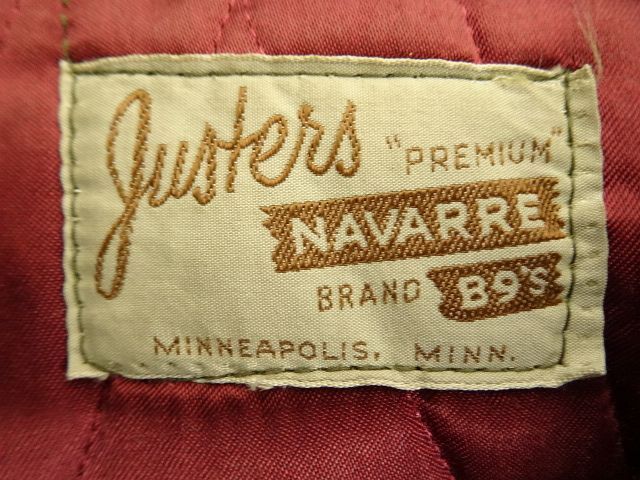 Justers "PREMIUM"
NAVARRE
BRAND B9'S
MINNEAPOLIS, MINN.